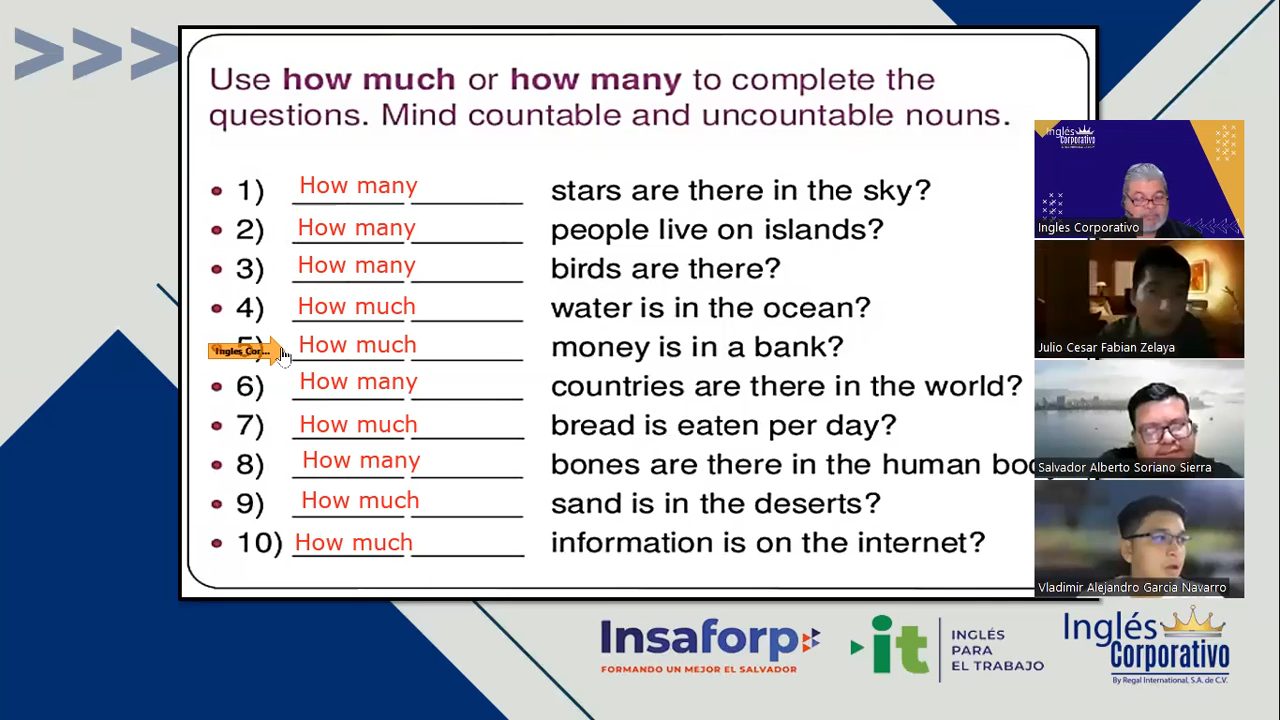 Use how much or how many to complete the
questions. Mind countable and uncountable nouns.
1) How many stars are there in the sky?
2) How many people live on islands?
3) How many birds are there?
4) How much water is in the ocean?
Ingles Cor... How much money is in a bank?
6) How many countries are there in the world?
7) How much bread is eaten per day?
8) How many bones are there in the human
9) How much sand is in the deserts?
10) How much information is on the internet?
Inglés
Corporativo
Ingles Corporativo
Julio Cesar Fabian Zelaya
Salvador Alberto Soriano Sierra
Vladimir Alejandro Garcia Navarro
Insaforp
FORMANDO UN MEJOR EL SALVADOR
it
INGLÉS
PARA
EL TRABAJO
Inglés
Corporativo
By Regal International, S.A. de C.V.